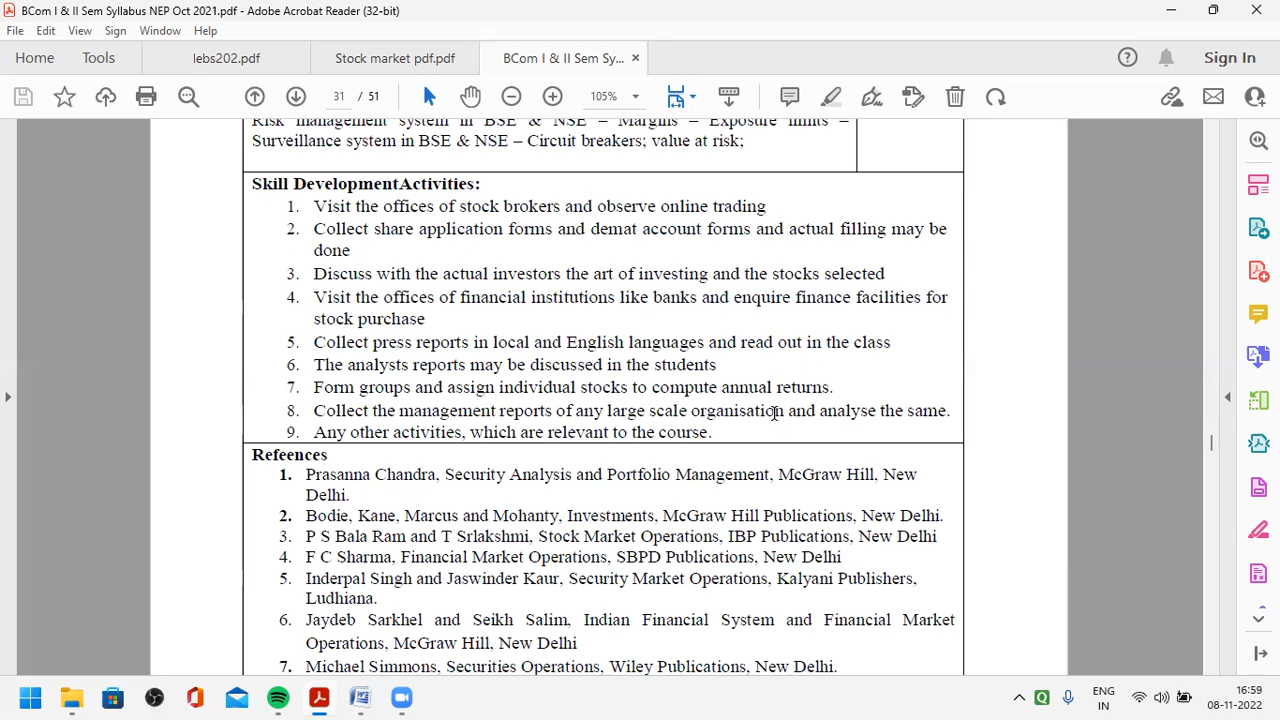 BCom I & II Sem Syllabus NEP Oct 2021.pdf - Adobe Acrobat Reader (32-bit)
File Edit View Sign Window Help
Home Tools lebs202.pdf Stock market pdf.pdf BCom I & II Sem Sy... × Sign In
31 / 51 105%
Risk management system in BSE & NSE – Margins – Exposure limits –
Surveillance system in BSE & NSE – Circuit breakers; value at risk;
Skill DevelopmentActivities:
1. Visit the offices of stock brokers and observe online trading
2. Collect share application forms and demat account forms and actual filling may be
done
3. Discuss with the actual investors the art of investing and the stocks selected
4. Visit the offices of financial institutions like banks and enquire finance facilities for
stock purchase
5. Collect press reports in local and English languages and read out in the class
6. The analysts reports may be discussed in the students
7. Form groups and assign individual stocks to compute annual returns.
8. Collect the management reports of any large scale organisation and analyse the same.
9. Any other activities, which are relevant to the course.
Refeences
1. Prasanna Chandra, Security Analysis and Portfolio Management, McGraw Hill, New
Delhi.
2. Bodie, Kane, Marcus and Mohanty, Investments, McGraw Hill Publications, New Delhi.
3. P S Bala Ram and T Srlakshmi, Stock Market Operations, IBP Publications, New Delhi
4. F C Sharma, Financial Market Operations, SBPD Publications, New Delhi
5. Inderpal Singh and Jaswinder Kaur, Security Market Operations, Kalyani Publishers,
Ludhiana.
6. Jaydeb Sarkhel and Seikh Salim, Indian Financial System and Financial Market
Operations, McGraw Hill, New Delhi
7. Michael Simmons, Securities Operations, Wiley Publications, New Delhi.
ENG
IN
16:59
08-11-2022